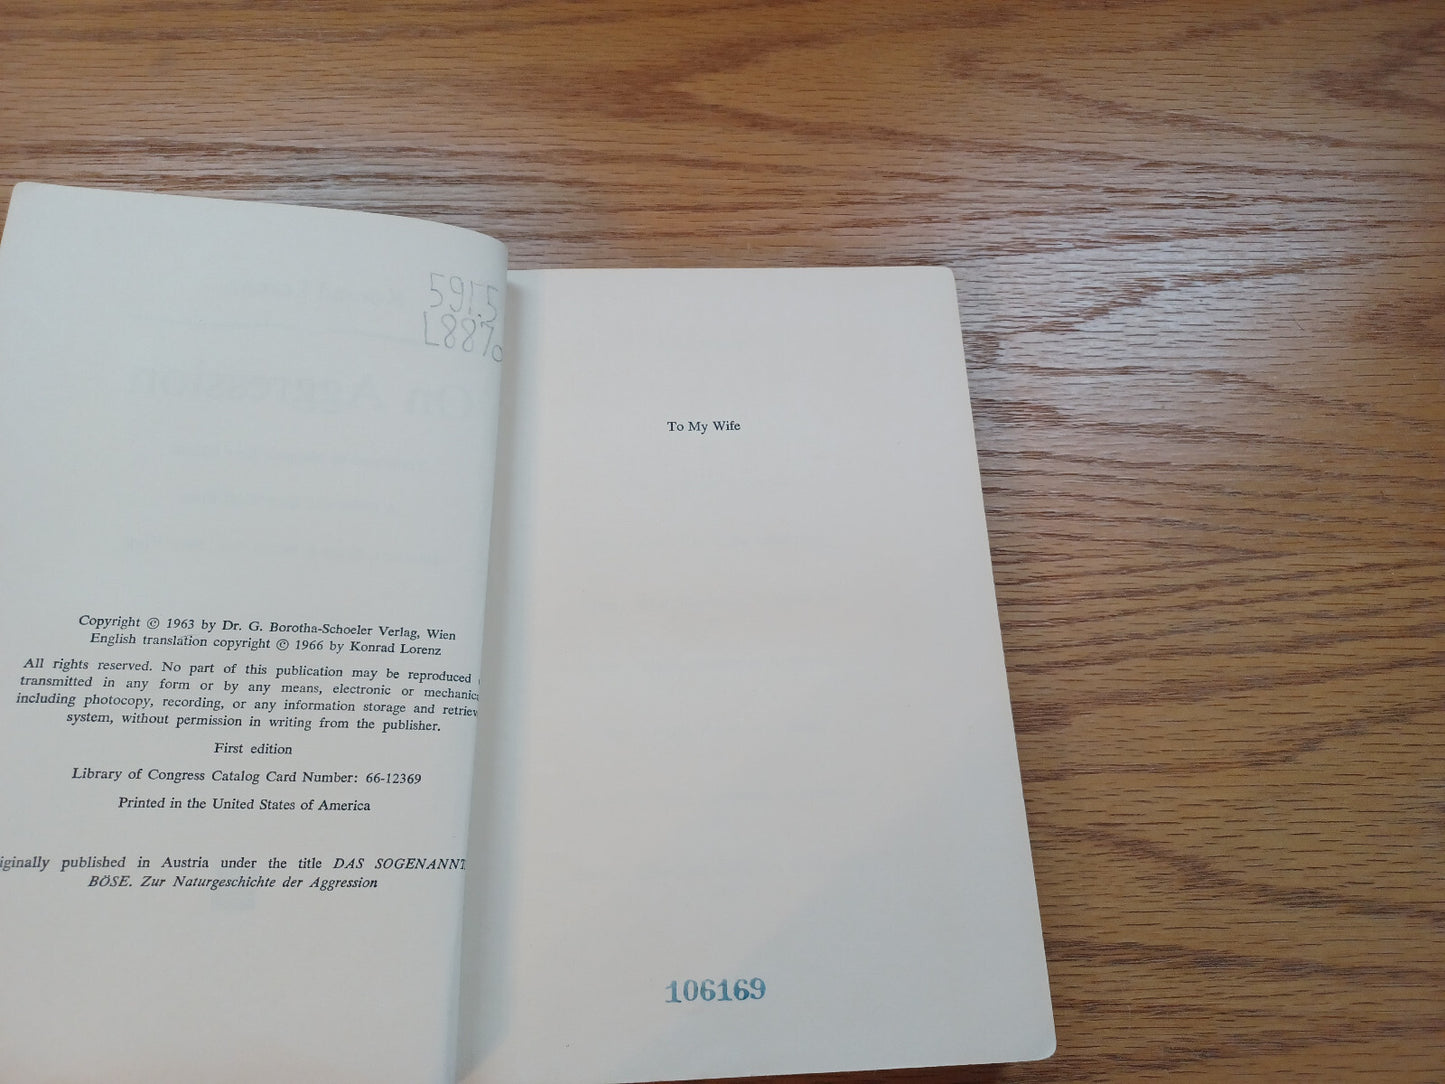 591.5
L887o
Copyright © 1963 by Dr. G. Borotha-Schoeler Verlag, Wien
English translation copyright © 1966 by Konrad Lorenz
All rights reserved. No part of this publication may be reproduced
transmitted in any form or by any means, electronic or mechanic
including photocopy, recording, or any information storage and retriev
system, without permission in writing from the publisher.
First edition
Library of Congress Catalog Card Number: 66-12369
Printed in the United States of America
iginally published in Austria under the title DAS SOGENANNT
BÖSE. Zur Naturgeschichte der Aggression
To My Wife
106169